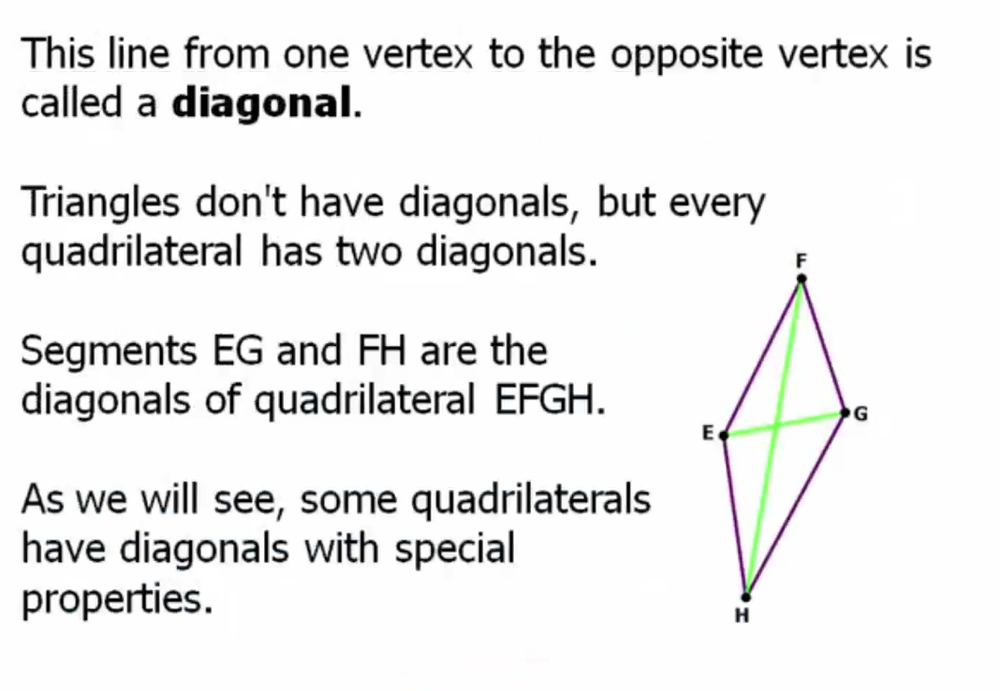 This line from one vertex to the opposite vertex is
called a diagonal.
Triangles don't have diagonals, but every
quadrilateral has two diagonals.
Segments EG and FH are the
diagonals of quadrilateral EFGH.
As we will see, some quadrilaterals
have diagonals with special
properties.
F
G
E
H